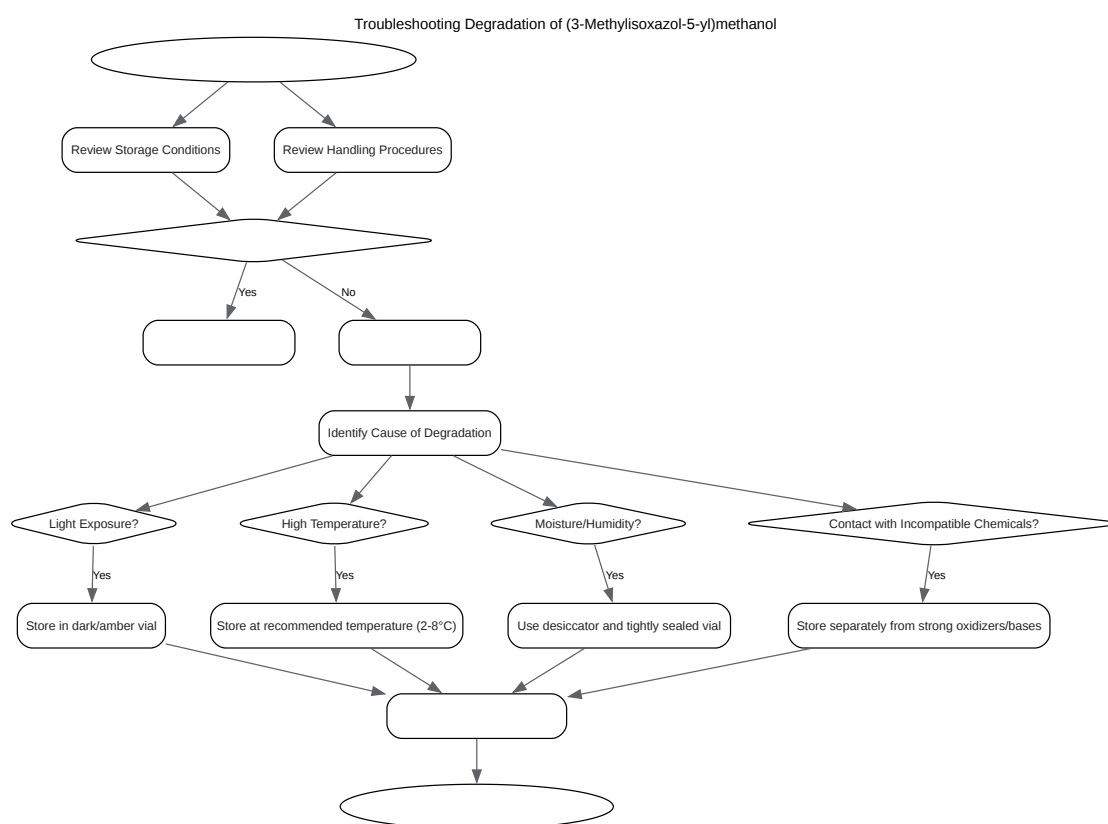 Troubleshooting Degradation of (3-Methylisoxazol-5-yl)methanol
Review Storage Conditions
Review Handling Procedures
Yes
No
Identify Cause of Degradation
Light Exposure?
High Temperature?
Moisture/Humidity?
Contact with Incompatible Chemicals?
Yes
Yes
Yes
Yes
Store in dark/amber vial
Store at recommended temperature (2-8°C)
Use desiccator and tightly sealed vial
Store separately from strong oxidizers/bases